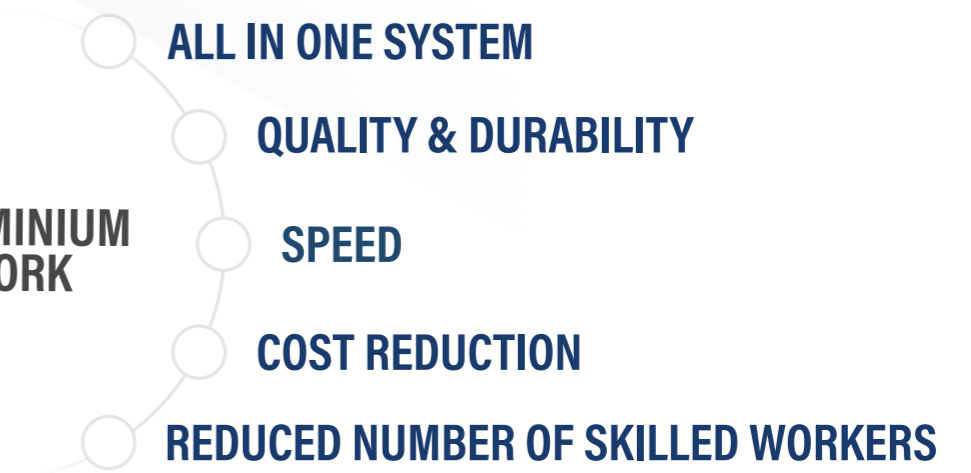 ALL IN ONE SYSTEM
QUALITY & DURABILITY
MINIUM
ORK
SPEED
COST REDUCTION
REDUCED NUMBER OF SKILLED WORKERS